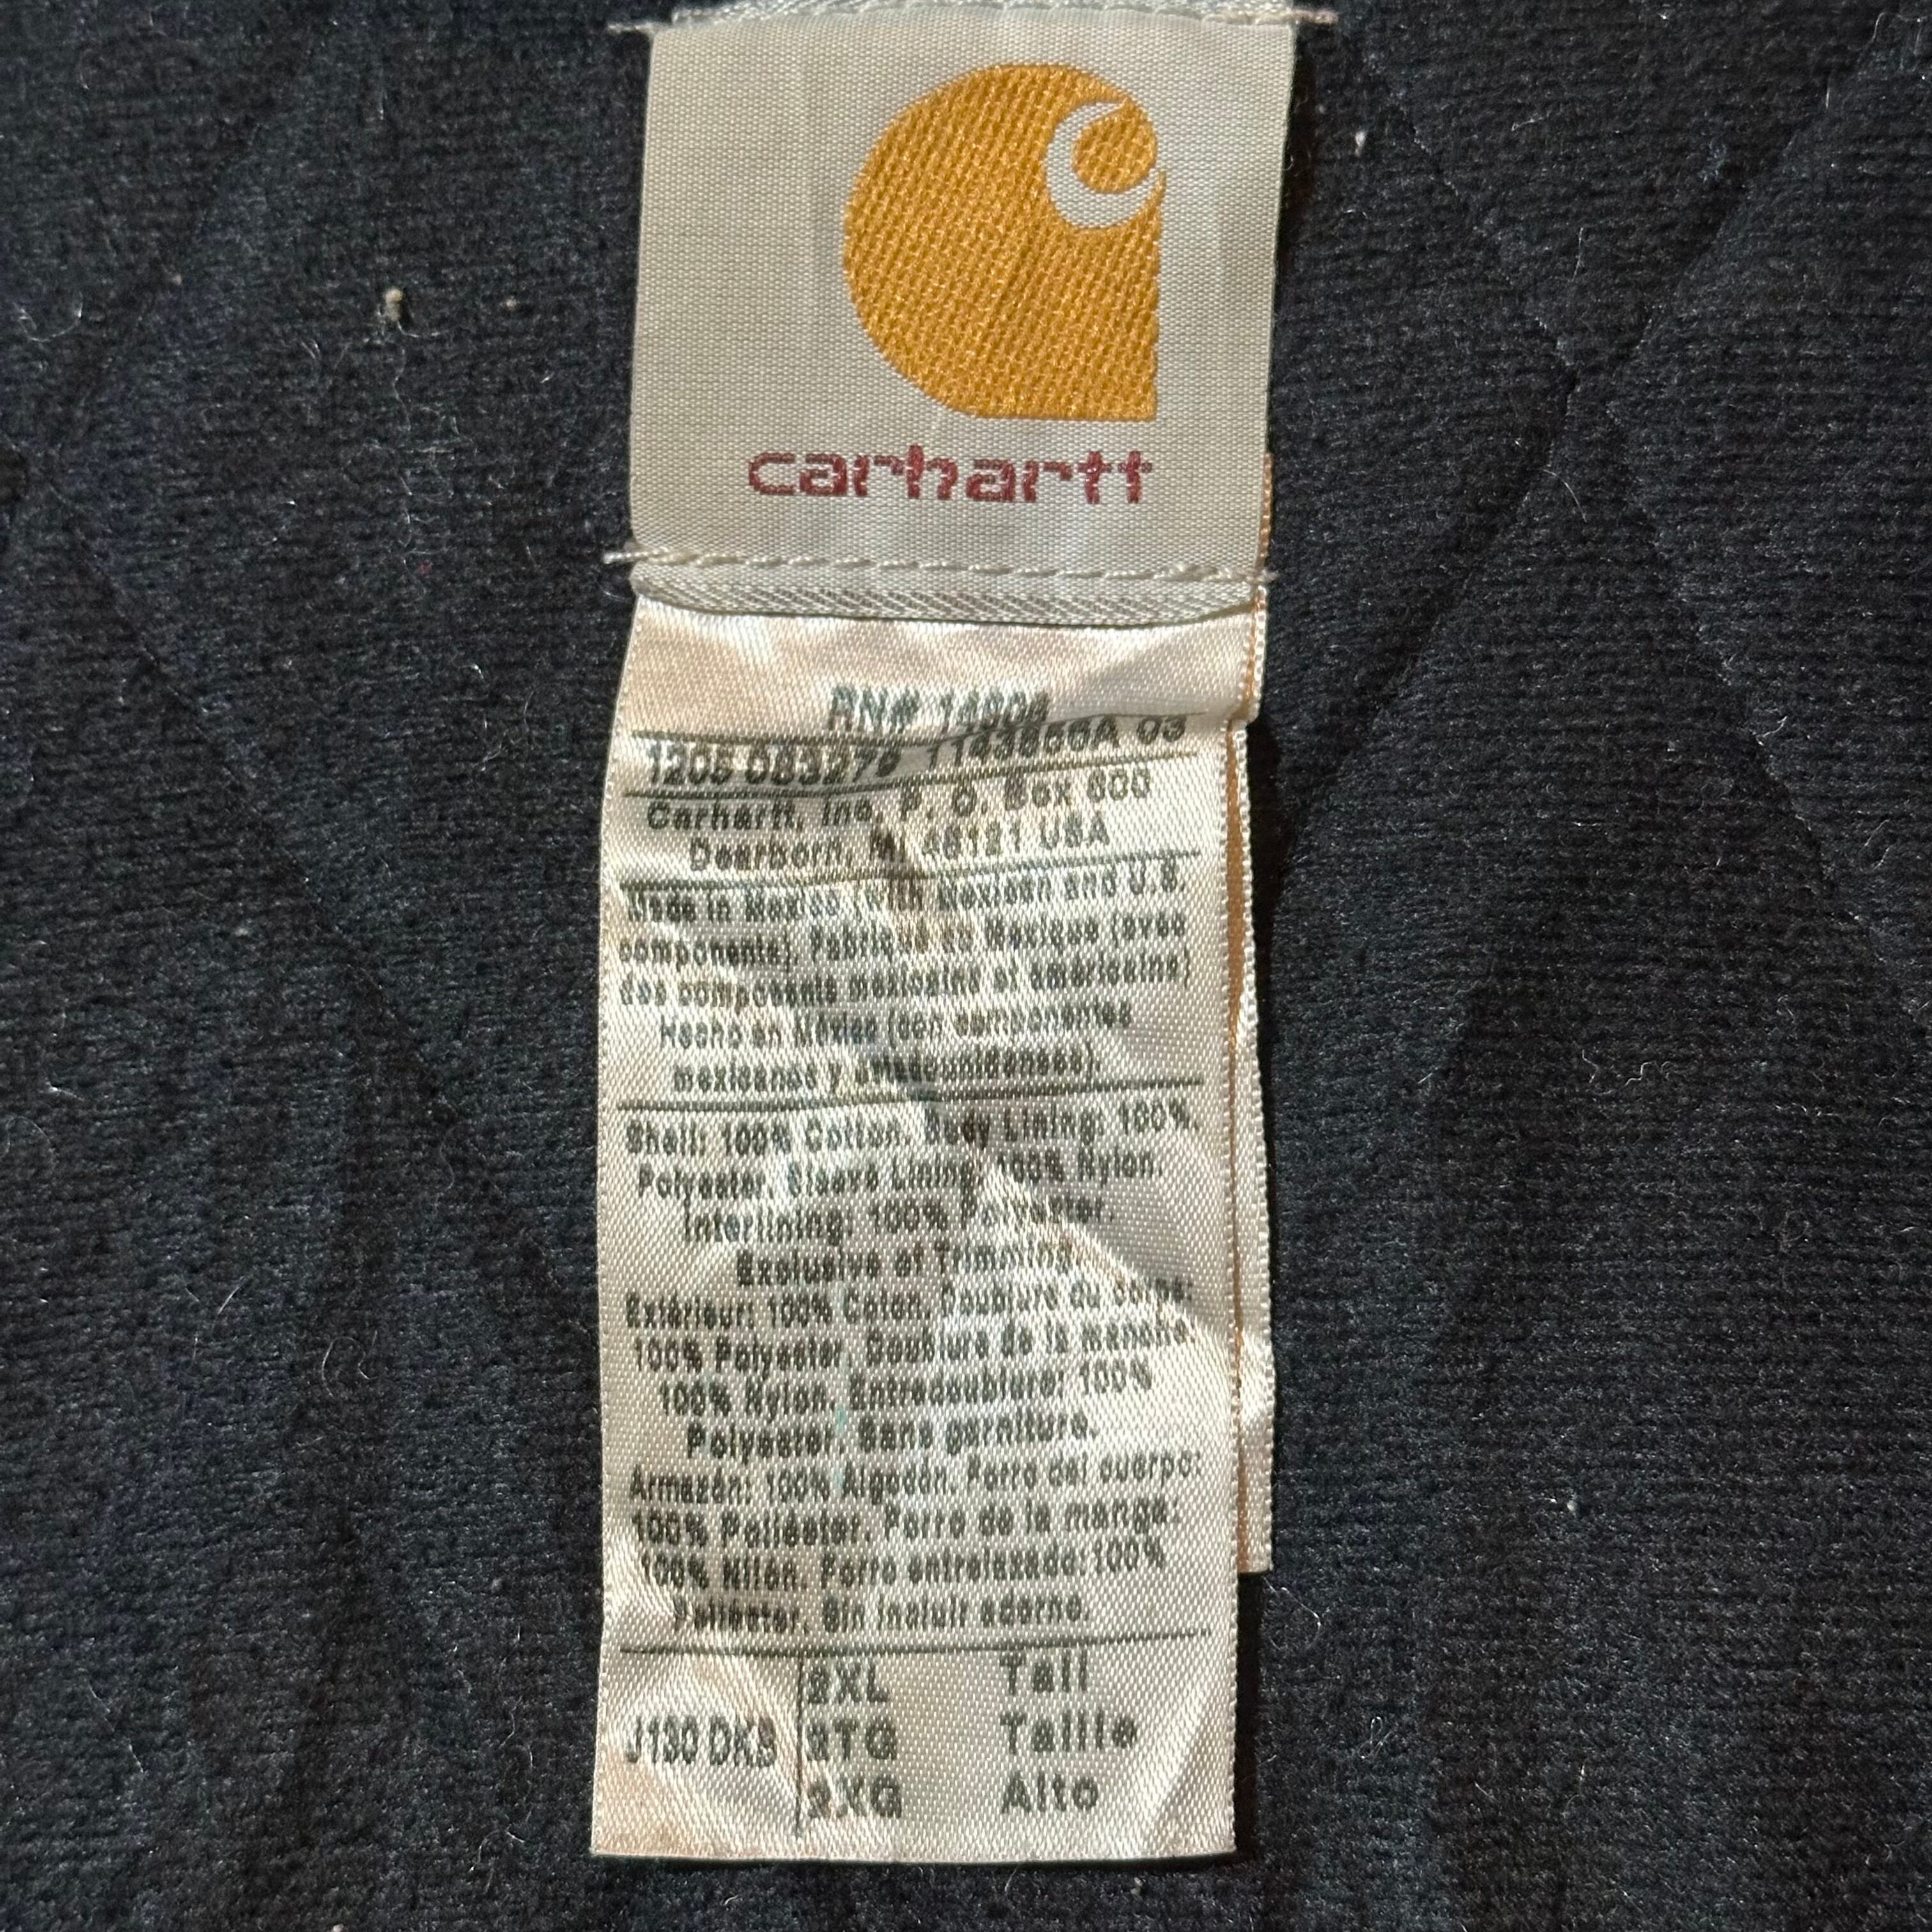 carhartt
RN# 14806
1205 083279 1143866A 03
Carhartt, Inc. P. O. Box 600
Dearborn, 48121 USA
Made in Mexico (with Mexican and U.S.
components). Fabriqué en Mexique (avec
des composants mexicains et américains)
Hecho en México (con componentes
mexicanos y estadounidenses)
Shell: 100% Cotton. Body Lining: 100%
Polyester. Sleeve Lining: 100% Nylon.
Interlining: 100% Polyester.
Exclusive of Trimming.
Extérieur: 100% Coton. Doublure du corps:
100% Polyester. Doublure de la manche
100% Nylon. Entredoublure: 100%
Polyester. Sans garniture.
Armazón: 100% Algodón. Forro del cuerpo:
100% Poliéster. Forro de la manga:
100% Nilón. Forro entrelazado: 100%
Poliéster. Sin incluir adorno.
J130 DKB
2XL Tall
2TG Taille
2XG Alto